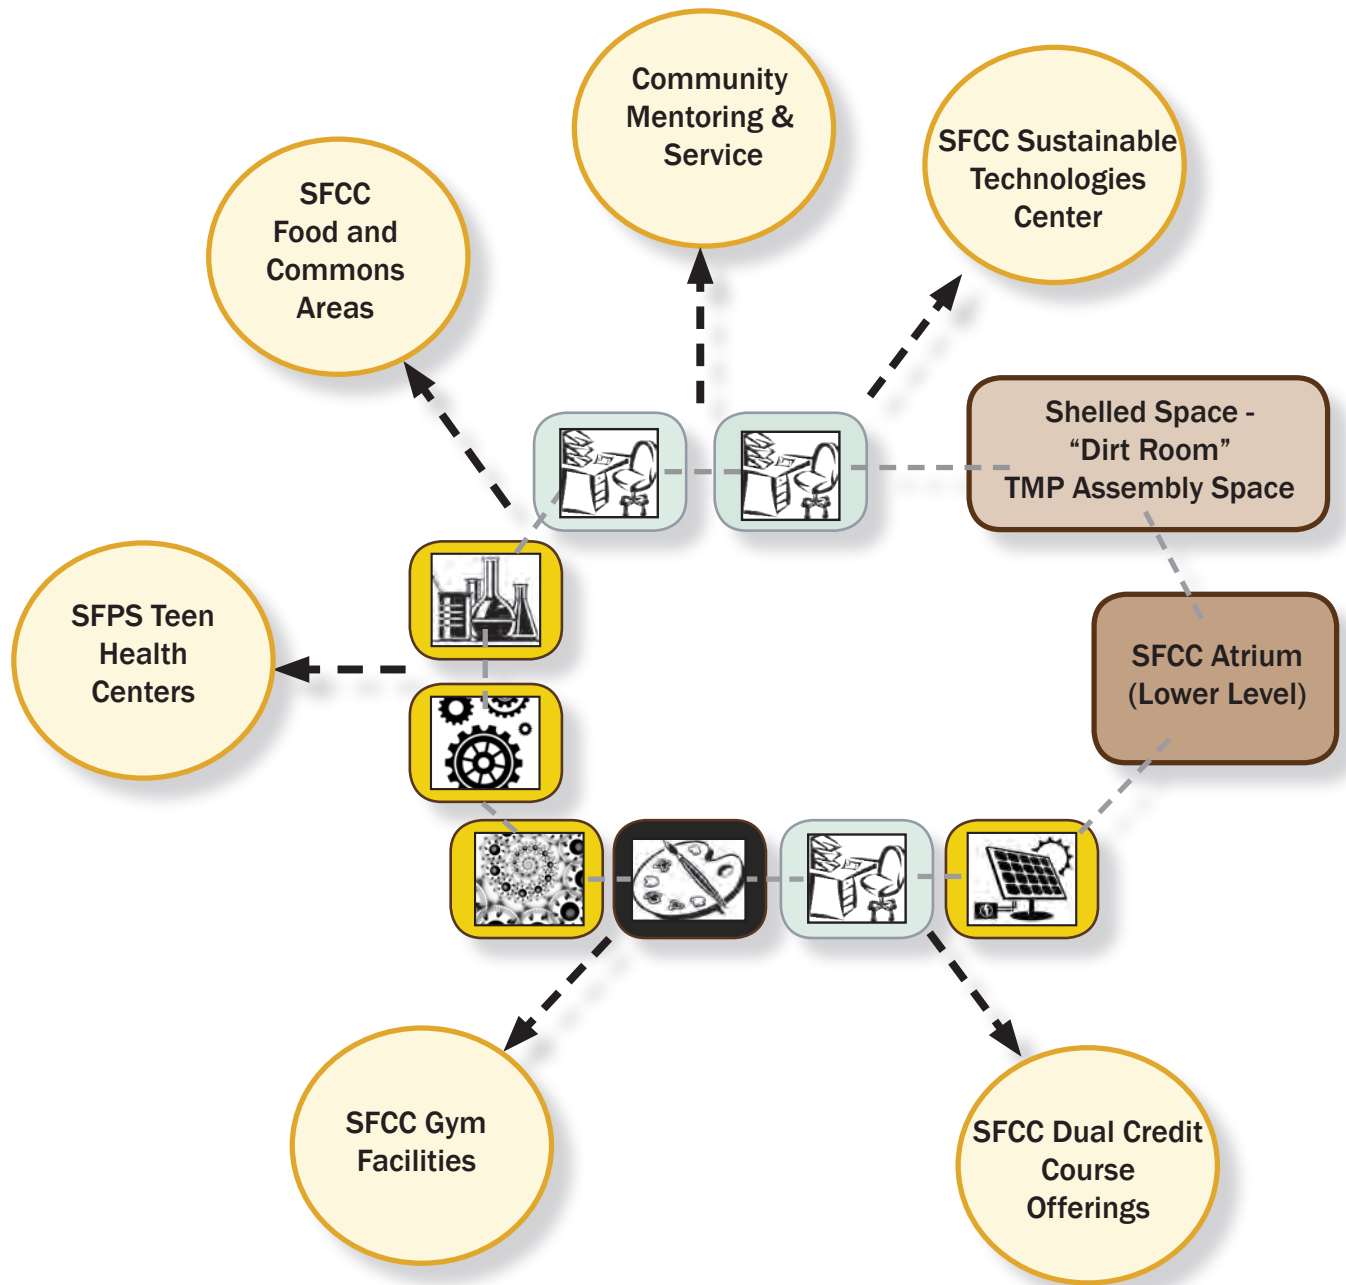 Community
Mentoring &
Service
SFCC Sustainable
Technologies
Center
SFCC
Food and
Commons
Areas
Shelled Space -
“Dirt Room”
TMP Assembly Space
SFPS Teen
Health
Centers
SFCC Atrium
(Lower Level)
SFCC Gym
Facilities
SFCC Dual Credit
Course
Offerings